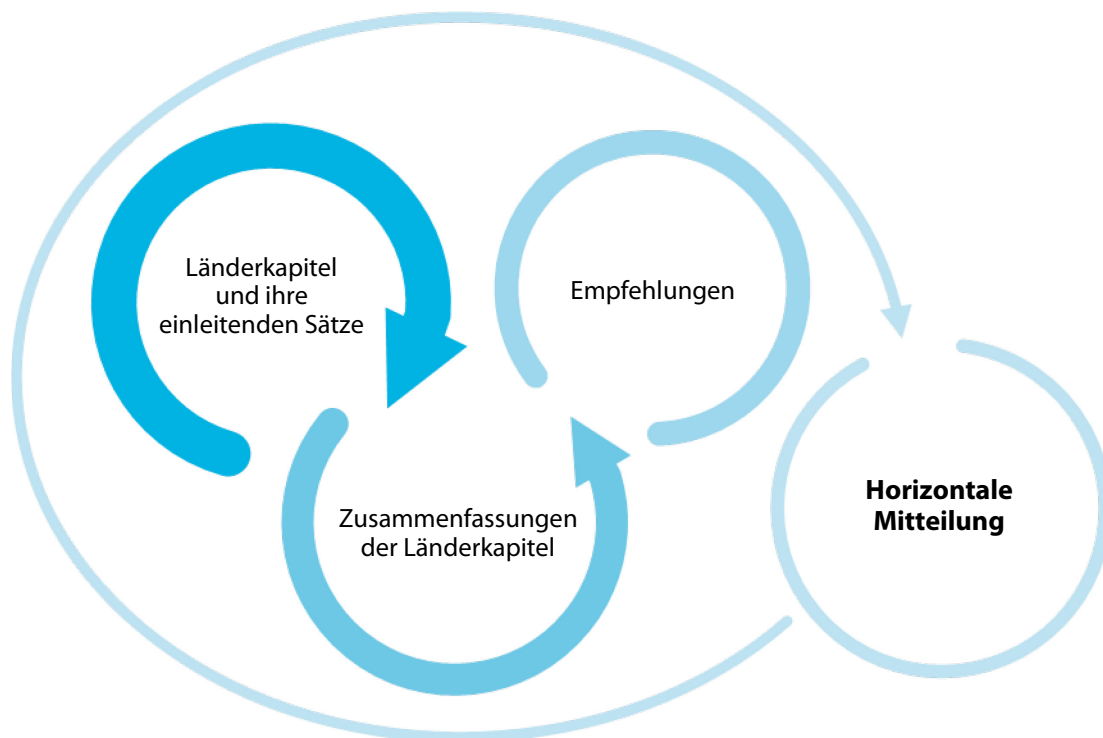 Länderkapitel
und ihre
einleitenden Sätze
Empfehlungen
Zusammenfassungen
der Länderkapitel
Horizontale
Mitteilung